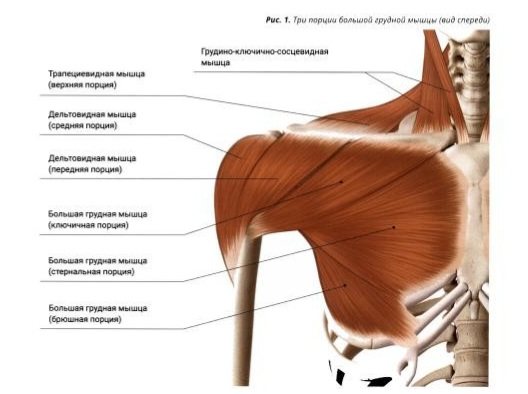 Рис. 1. Три порции большой грудной мышцы (вид спереди)
Грудино-ключично-сосцевидная
мышца
Трапециевидная мышца
(верхняя порция)
Дельтовидная мышца
(средняя порция)
Дельтовидная мышца
(передняя порция)
Большая грудная мышца
(ключичная порция)
Большая грудная мышца
(стернальная порция)
Большая грудная мышца
(брюшная порция)